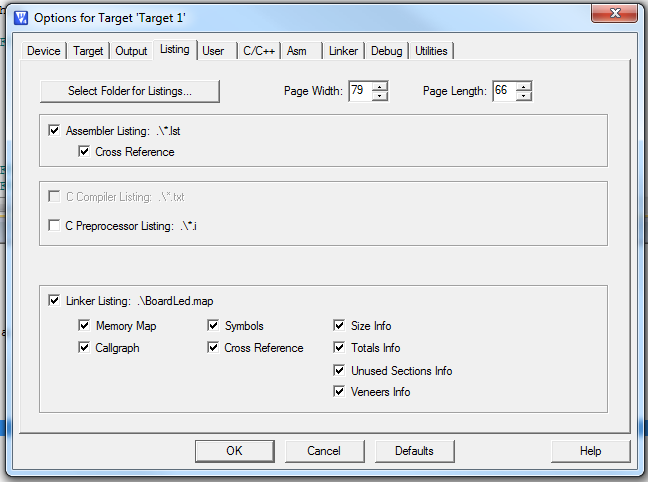 Options for Target 'Target 1'
Device Target Output Listing User C/C++ Asm Linker Debug Utilities
Select Folder for Listings... Page Width: 79 Page Length: 66
Assembler Listing: .\*.lst
Cross Reference
C Compiler Listing: .\*.txt
C Preprocessor Listing: .\*.i
Linker Listing: .\BoardLed.map
Memory Map Symbols Size Info
Callgraph Cross Reference Totals Info
Unused Sections Info
Veneers Info
OK Cancel Defaults Help